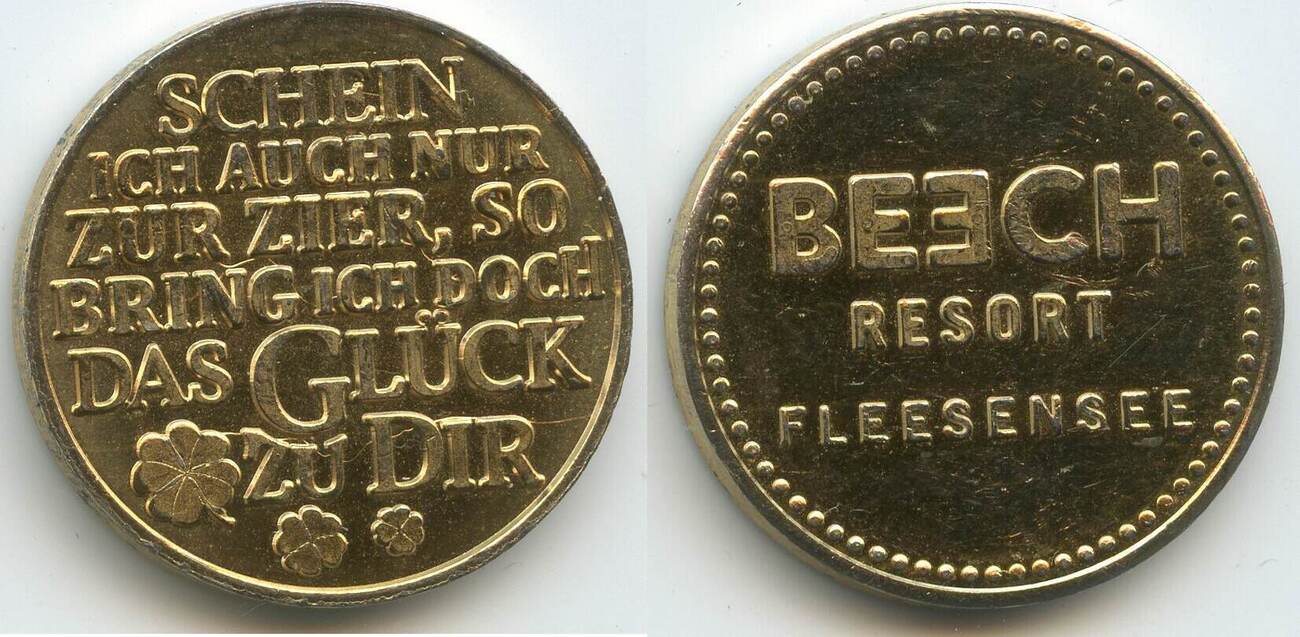 SCHEIN
ICH AUCH NUR
ZUR ZIER, SO
BRING ICH DOCH
DAS GLÜCK
ZU DIR
BEECH
RESORT
FLEESENSEE